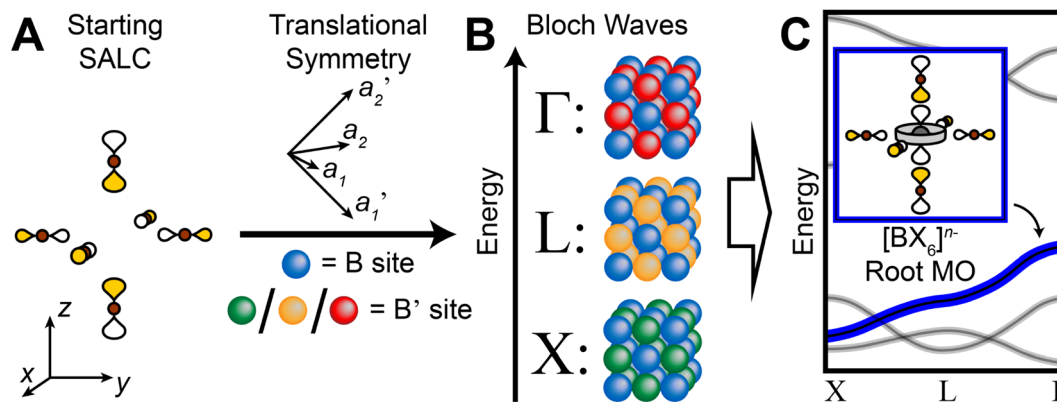 A
Starting
SALC
Translational
Symmetry
a2'
a2
a1
a1'
= B site
/ / = B' site
z
x
y
B
Bloch Waves
Energy
Γ:
L:
X:
C
Energy
[BX6]n-
Root MO
X
L